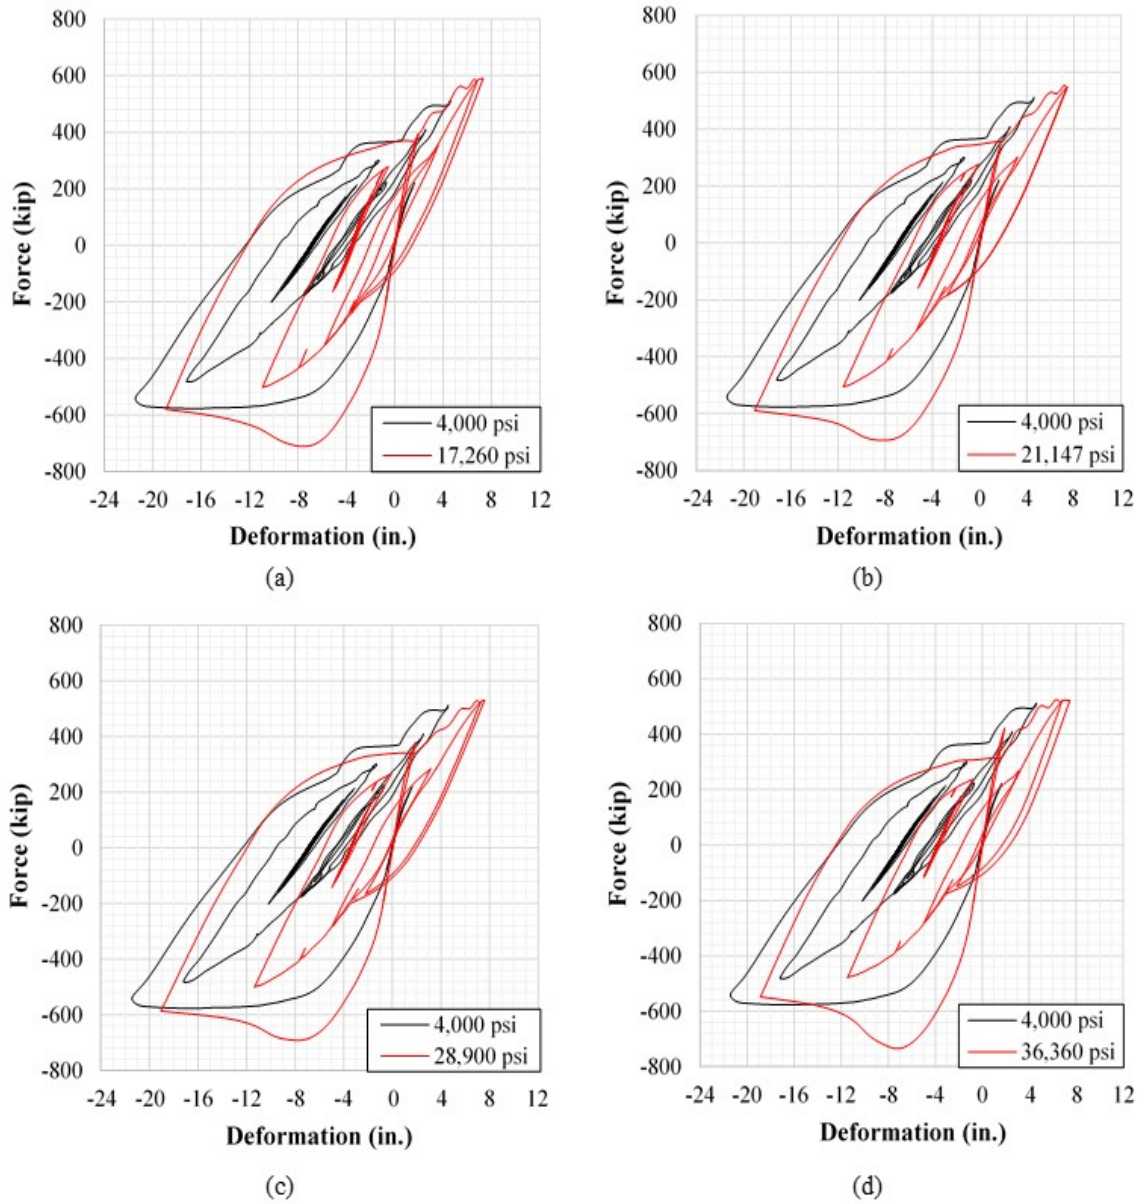 800
600
400
200
0
-200
-400
-600
-800
Force (kip)
4,000 psi
17,260 psi
-24 -20 -16 -12 -8 -4 0 4 8 12
Deformation (in.)
(a)
800
600
400
200
0
-200
-400
-600
-800
Force (kip)
4,000 psi
21,147 psi
-24 -20 -16 -12 -8 -4 0 4 8 12
Deformation (in.)
(b)
800
600
400
200
0
-200
-400
-600
-800
Force (kip)
4,000 psi
28,900 psi
-24 -20 -16 -12 -8 -4 0 4 8 12
Deformation (in.)
(c)
800
600
400
200
0
-200
-400
-600
-800
Force (kip)
4,000 psi
36,360 psi
-24 -20 -16 -12 -8 -4 0 4 8 12
Deformation (in.)
(d)